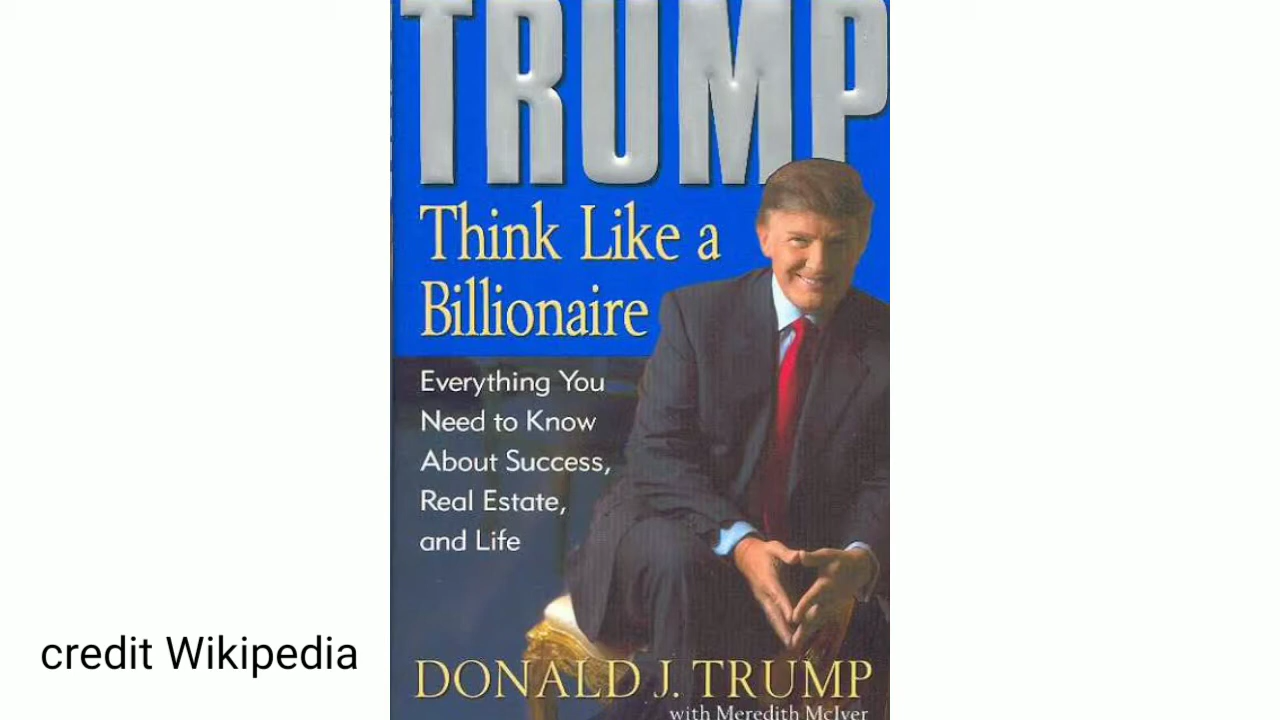 TRUMP
Think Like a
Billionaire
Everything You
Need to Know
About Success,
Real Estate,
and Life
DONALD J. TRUMP
with Meredith McIver
credit Wikipedia